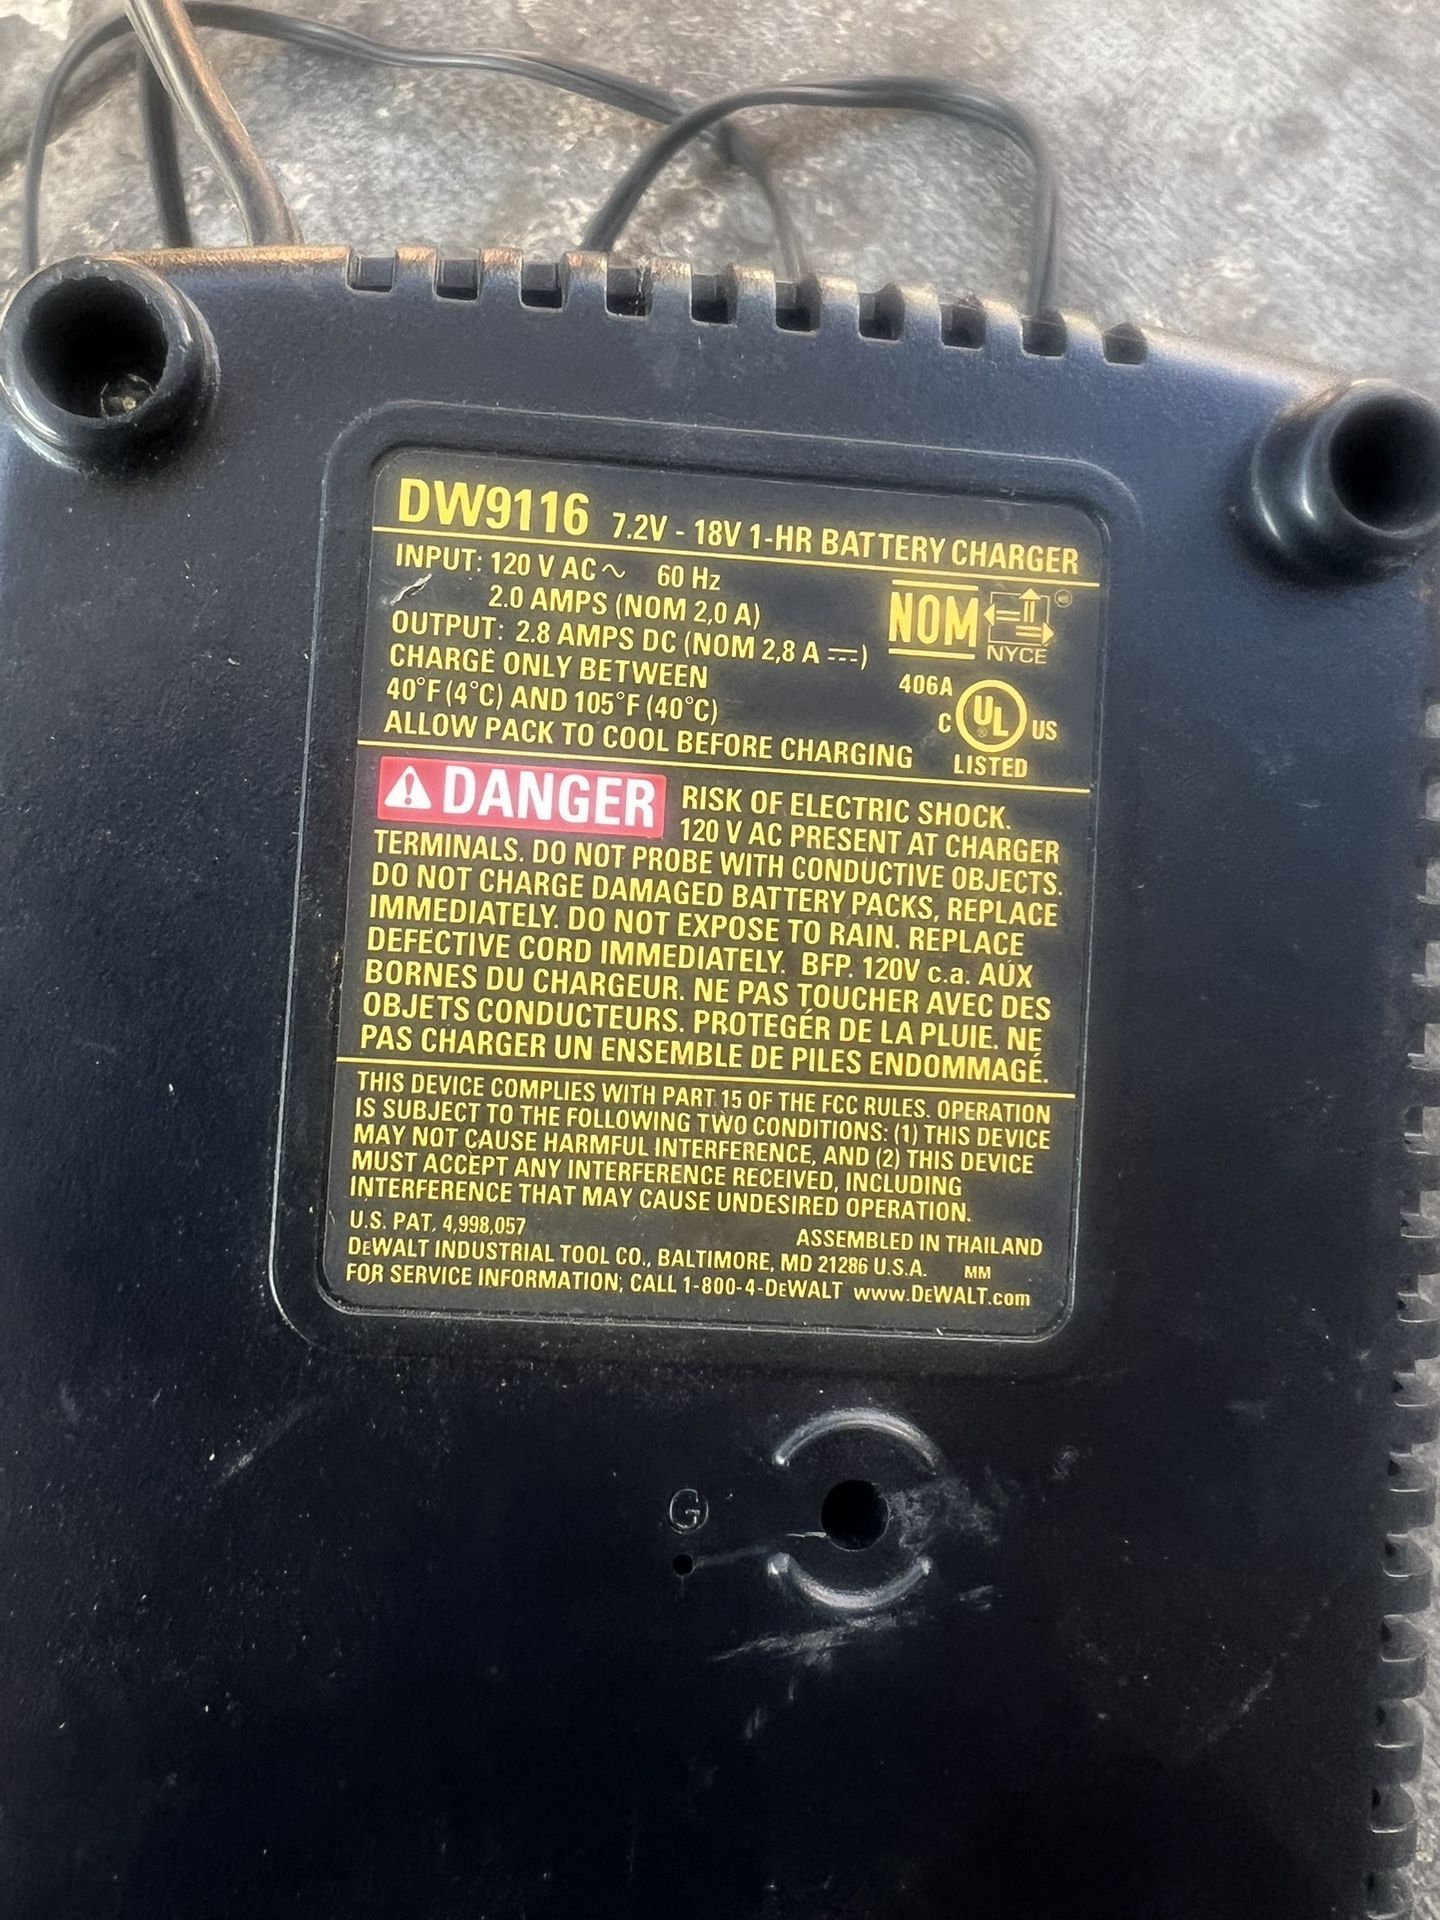 DW9116 7.2V - 18V 1-HR BATTERY CHARGER
INPUT: 120 V AC ~ 60 Hz
2.0 AMPS (NOM 2,0 A)
OUTPUT: 2.8 AMPS DC (NOM 2,8 A ⎓)
CHARGE ONLY BETWEEN
40°F (4°C) AND 105°F (40°C)
ALLOW PACK TO COOL BEFORE CHARGING
NOM
NYCE
406A
C UL US
®
LISTED
DANGER RISK OF ELECTRIC SHOCK.
120 V AC PRESENT AT CHARGER
TERMINALS. DO NOT PROBE WITH CONDUCTIVE OBJECTS.
DO NOT CHARGE DAMAGED BATTERY PACKS, REPLACE
IMMEDIATELY. DO NOT EXPOSE TO RAIN. REPLACE
DEFECTIVE CORD IMMEDIATELY. BFP. 120V c.a. AUX
BORNES DU CHARGEUR. NE PAS TOUCHER AVEC DES
OBJETS CONDUCTEURS. PROTEGÉR DE LA PLUIE. NE
PAS CHARGER UN ENSEMBLE DE PILES ENDOMMAGÉ.
THIS DEVICE COMPLIES WITH PART 15 OF THE FCC RULES. OPERATION
IS SUBJECT TO THE FOLLOWING TWO CONDITIONS: (1) THIS DEVICE
MAY NOT CAUSE HARMFUL INTERFERENCE, AND (2) THIS DEVICE
MUST ACCEPT ANY INTERFERENCE RECEIVED, INCLUDING
INTERFERENCE THAT MAY CAUSE UNDESIRED OPERATION.
U.S. PAT. 4,998,057 ASSEMBLED IN THAILAND
DEWALT INDUSTRIAL TOOL CO., BALTIMORE, MD 21286 U.S.A. MM
FOR SERVICE INFORMATION, CALL 1-800-4-DEWALT www.DEWALT.com
G